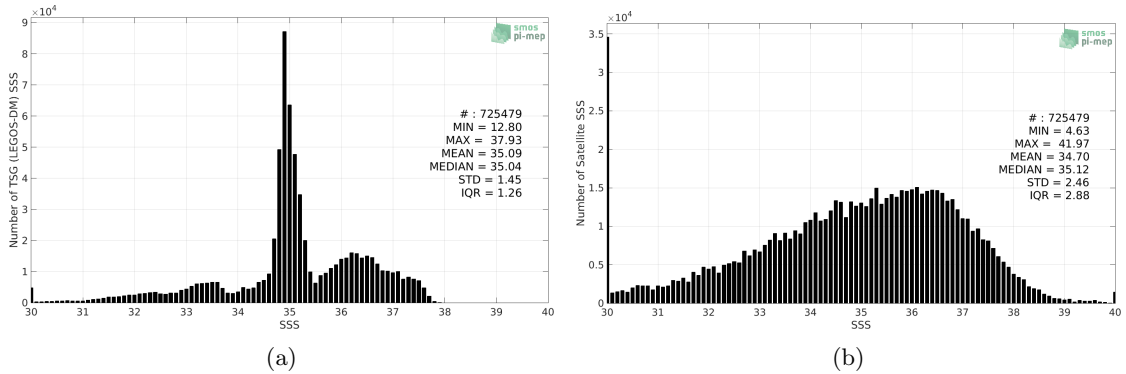 ×10⁴
9
8
7
6
5
4
3
2
1
0
Number of TSG (LEGOS-DM) SSS
smos
pi-mep
# : 725479
MIN = 12.80
MAX = 37.93
MEAN = 35.09
MEDIAN = 35.04
STD = 1.45
IQR = 1.26
30 31 32 33 34 35 36 37 38 39 40
SSS
(a)
×10⁴
3.5
3
2.5
2
1.5
1
0.5
0
Number of Satellite SSS
smos
pi-mep
# : 725479
MIN = 4.63
MAX = 41.97
MEAN = 34.70
MEDIAN = 35.12
STD = 2.46
IQR = 2.88
30 31 32 33 34 35 36 37 38 39 40
SSS
(b)